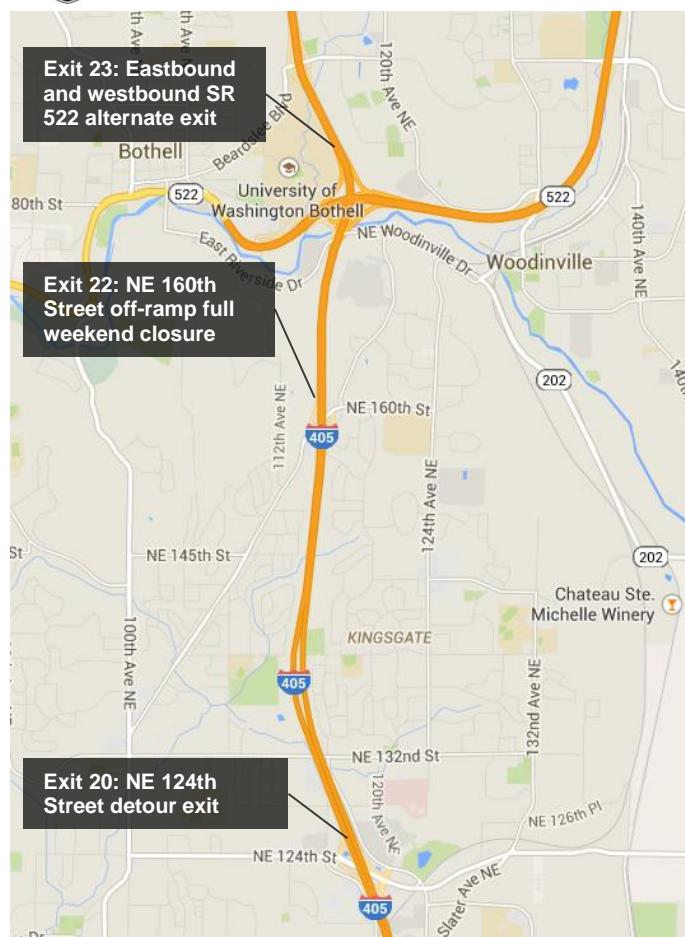 Exit 23: Eastbound
and westbound SR
522 alternate exit
120th Ave NE
Beardslee Blvd
Bothell
University of
Washington Bothell
522
522
80th St
140th Ave NE
East Riverside Dr
NE Woodinville Dr
Woodinville
Exit 22: NE 160th
Street off-ramp full
weekend closure
202
140th
112th Ave NE
NE 160th St
405
124th Ave NE
St
NE 145th St
202
Chateau Ste.
Michelle Winery
100th Ave NE
KINGSGATE
405
132nd Ave NE
NE 132nd St
Exit 20: NE 124th
Street detour exit
120th Ave NE
NE 126th Pl
NE 124th St
405
Slater Ave NE
e Dr